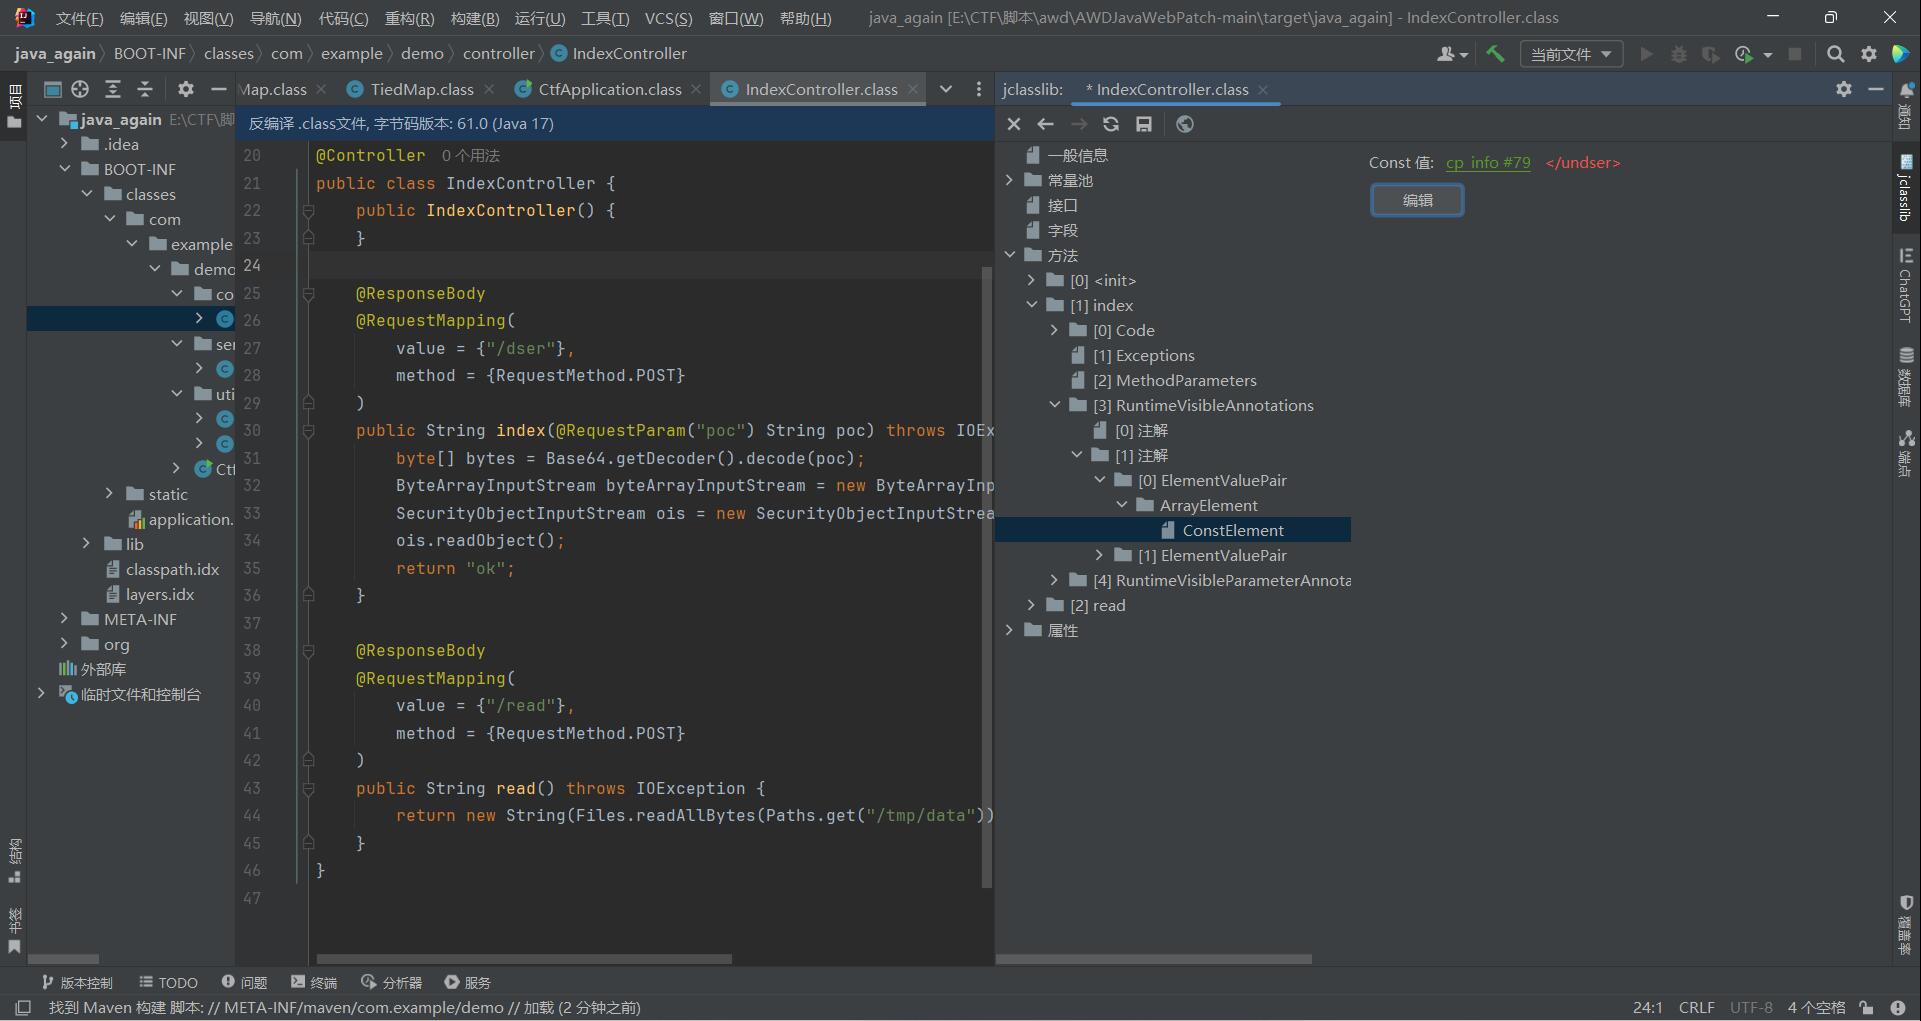 文件(F) 编辑(E) 视图(V) 导航(N) 代码(C) 重构(R) 构建(B) 运行(U) 工具(T) VCS(S) 窗口(W) 帮助(H) java_again [E:\CTF\脚本\awd\AWDJavaWebPatch-main\target\java_again] - IndexController.class
java_again BOOT-INF classes com example demo controller IndexController 当前文件
项目
Map.class TiedMap.class CtfApplication.class IndexController.class
java_again E:\CTF\脚
.idea
BOOT-INF
classes
com
example
demo
co
ser
uti
Ctf
static
application.
lib
classpath.idx
layers.idx
META-INF
org
外部库
临时文件和控制台
反编译 .class文件, 字节码版本: 61.0 (Java 17)
20 @Controller 0 个用法
21 public class IndexController {
22 public IndexController() {
23 }
24
25 @ResponseBody
26 @RequestMapping(
27 value = {"/dser"},
28 method = {RequestMethod.POST}
29 )
30 public String index(@RequestParam("poc") String poc) throws IOEx
31 byte[] bytes = Base64.getDecoder().decode(poc);
32 ByteArrayInputStream byteArrayInputStream = new ByteArrayInp
33 SecurityObjectInputStream ois = new SecurityObjectInputStrea
34 ois.readObject();
35 return "ok";
36 }
37
38 @ResponseBody
39 @RequestMapping(
40 value = {"/read"},
41 method = {RequestMethod.POST}
42 )
43 public String read() throws IOException {
44 return new String(Files.readAllBytes(Paths.get("/tmp/data"))
45 }
46 }
47
jclasslib: * IndexController.class
一般信息
常量池
接口
字段
方法
[0] <init>
[1] index
[0] Code
[1] Exceptions
[2] MethodParameters
[3] RuntimeVisibleAnnotations
[0] 注解
[1] 注解
[0] ElementValuePair
ArrayElement
ConstElement
[1] ElementValuePair
[4] RuntimeVisibleParameterAnnota
[2] read
属性
Const 值: cp_info #79 </undser>
编辑
通知
jclasslib
ChatGPT
数据库
端点
覆盖率
结构
书签
版本控制 TODO 问题 终端 分析器 服务
找到 Maven 构建 脚本: // META-INF/maven/com.example/demo // 加载 (2 分钟之前) 24:1 CRLF UTF-8 4 个空格